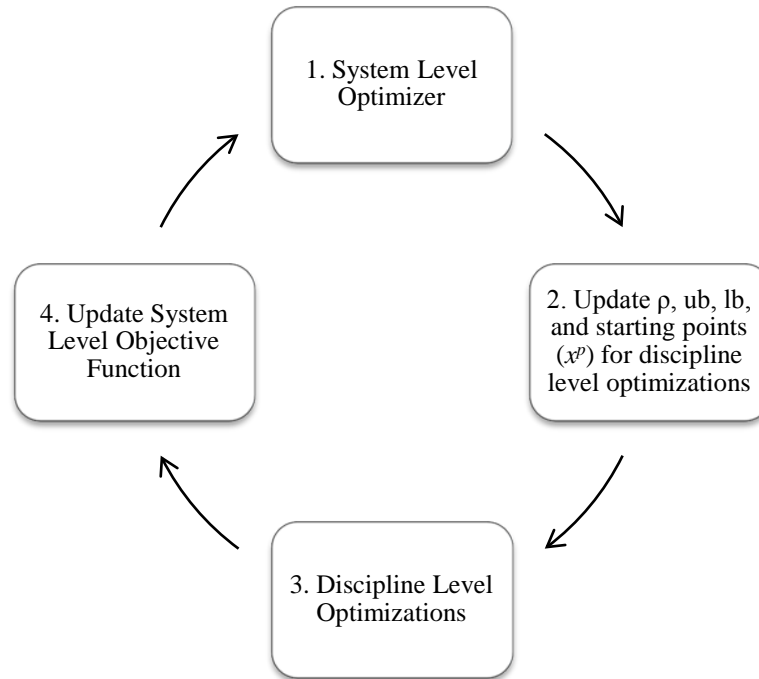 1. System Level
Optimizer
2. Update ρ, ub, lb,
and starting points
(xᵖ) for discipline
level optimizations
3. Discipline Level
Optimizations
4. Update System
Level Objective
Function